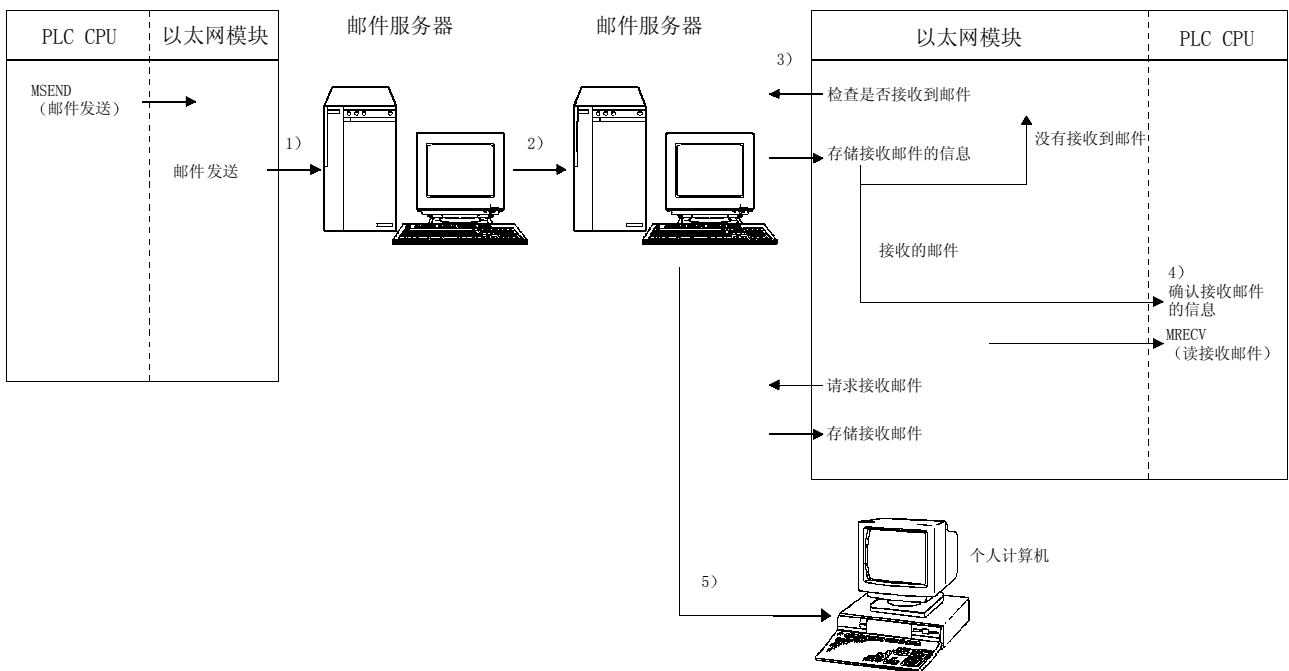 PLC CPU
以太网模块
邮件服务器
邮件服务器
以太网模块
PLC CPU
MSEND
（邮件发送）
邮件发送
1）
2）
3）
检查是否接收到邮件
没有接收到邮件
存储接收邮件的信息
接收的邮件
4）
确认接收邮件
的信息
MRECV
（读接收邮件）
请求接收邮件
存储接收邮件
5）
个人计算机